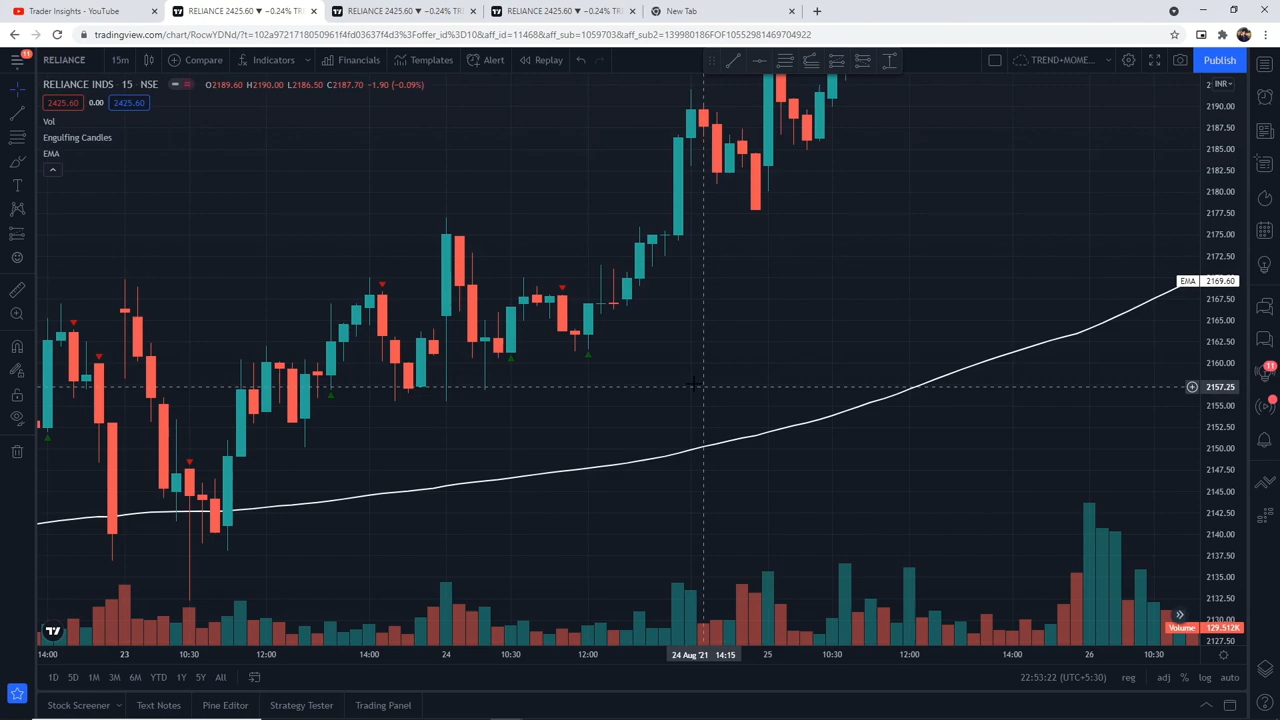 Trader Insights - YouTube
RELIANCE 2425.60 ▼ −0.24% TRE
RELIANCE 2425.60 ▼ −0.24% TRE
RELIANCE 2425.60 ▼ −0.24% TRE
New Tab
tradingview.com/chart/RocwYDNd/?t=102a9721718050961f4fd03637f4d3%3Foffer_id%3D10&aff_id=11468&aff_sub=1059703&aff_sub2=139980186FOF10552981469704922
11
RELIANCE
15m
Compare
Indicators
Financials
Templates
Alert
Replay
TREND+MOME...
Publish
RELIANCE INDS · 15 · NSE
O2189.60 H2190.00 L2186.50 C2187.70 −1.90 (−0.09%)
INR
2425.60 0.00 2425.60
Vol
Engulfing Candles
EMA
2190.00
2187.50
2185.00
2182.50
2180.00
2177.50
2175.00
2172.50
EMA 2169.60
2167.50
2165.00
2162.50
2160.00
11
2157.25
2155.00
2152.50
2150.00
2147.50
2145.00
2142.50
2140.00
2137.50
2135.00
2132.50
2130.00
Volume 129.512K
2127.50
14:00 23 10:30 12:00 14:00 24 10:30 12:00 24 Aug '21 14:15 25 10:30 12:00 14:00 26 10:30
1D 5D 1M 3M 6M YTD 1Y 5Y All
22:53:22 (UTC+5:30) reg adj % log auto
Stock Screener Text Notes Pine Editor Strategy Tester Trading Panel